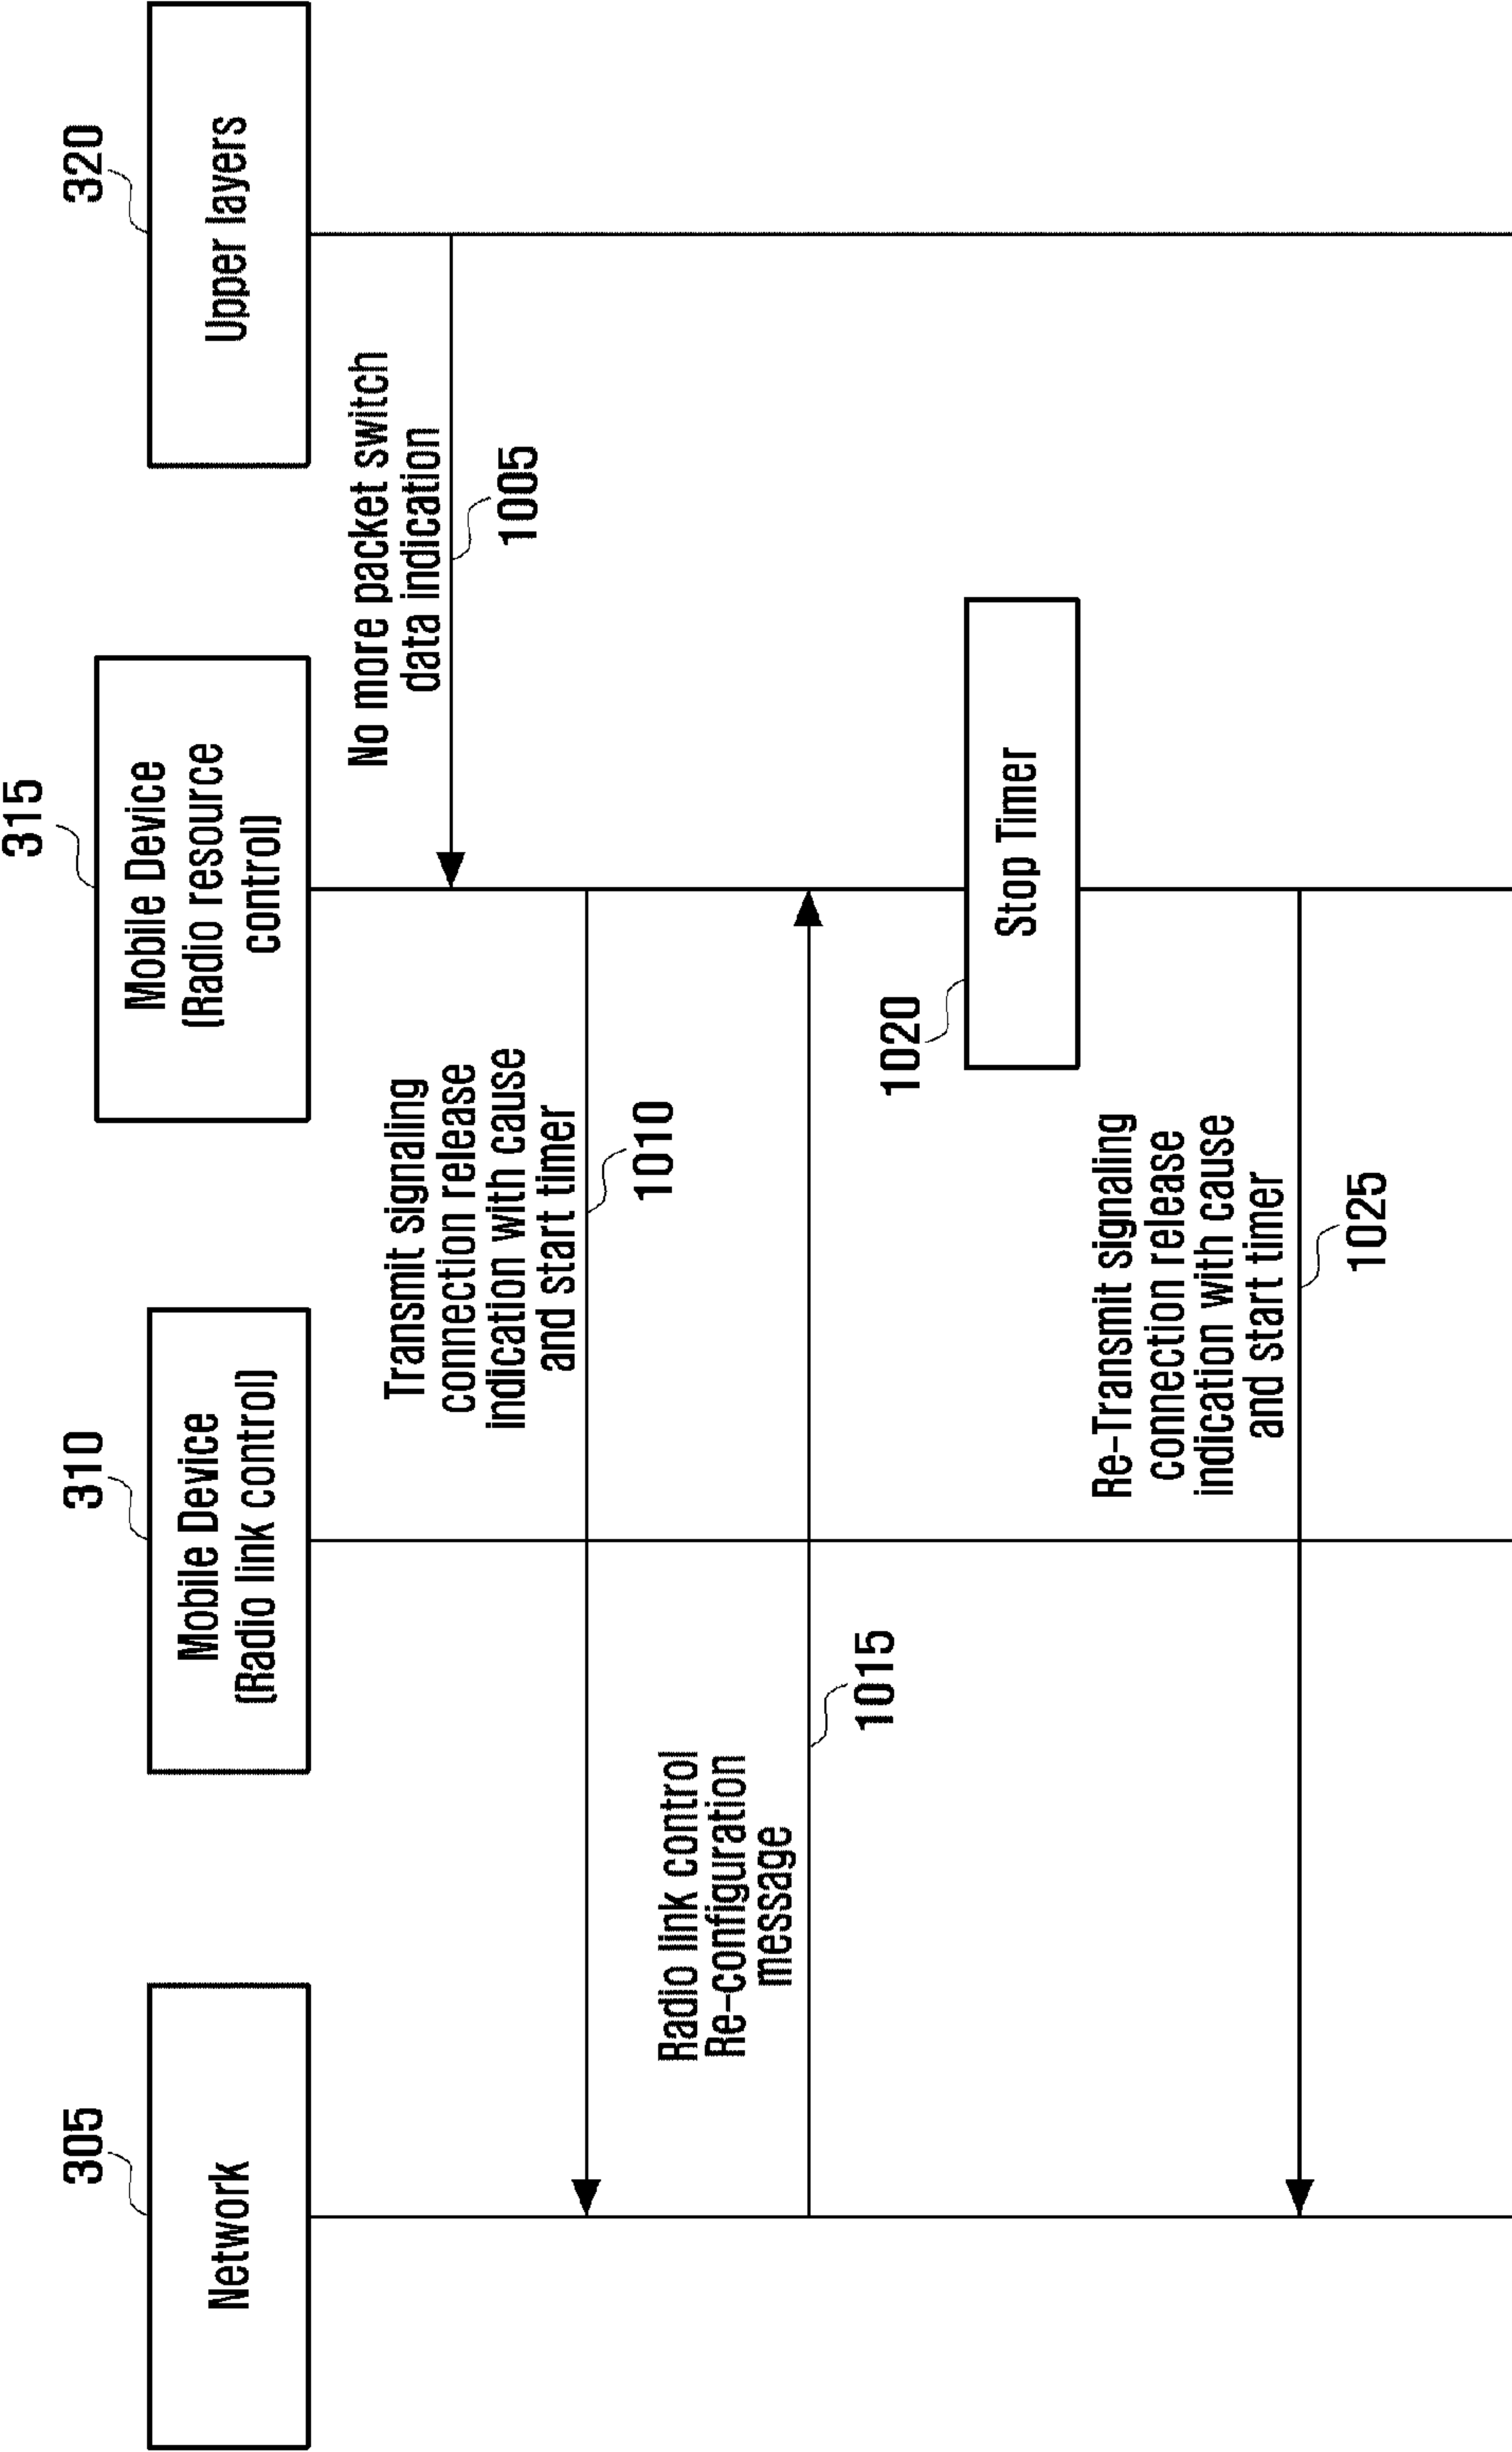 305
Network
310
Mobile Device
(Radio link control)
315
Mobile Device
(Radio resource
control)
320
Upper layers
No more packet switch
data indication
1005
Transmit signaling
connection release
indication with cause
and start timer
1010
Radio link control
Re-configuration
message
1015
1020
Stop Timer
Re-Transmit signaling
connection release
indication with cause
and start timer
1025